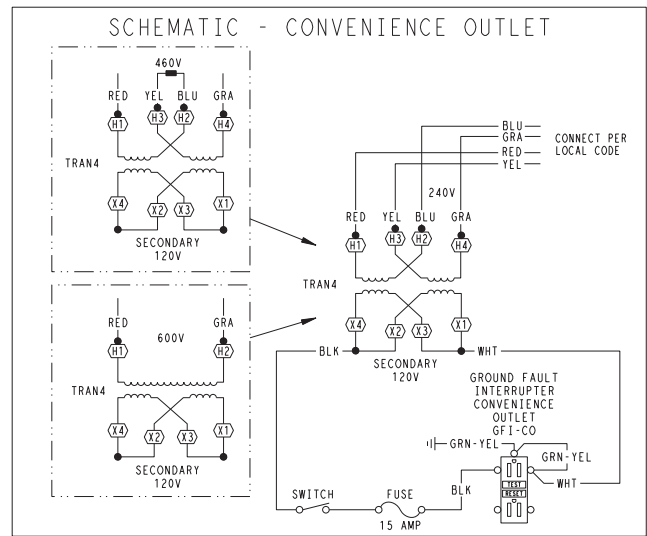 SCHEMATIC - CONVENIENCE OUTLET
460V
RED YEL BLU GRA
H1 H3 H2 H4
TRAN4
X4 X2 X3 X1
SECONDARY
120V
RED GRA
600V
H1 H2
TRAN4
X4 X2 X3 X1
SECONDARY
120V
BLU
GRA
RED
YEL
CONNECT PER
LOCAL CODE
240V
RED YEL BLU GRA
H1 H3 H2 H4
TRAN4
X4 X2 X3 X1
BLK
WHT
SECONDARY
120V
GROUND FAULT
INTERRUPTER
CONVENIENCE
OUTLET
GFI-CO
GRN-YEL
GRN-YEL
WHT
TEST
RESET
BLK
SWITCH
FUSE
15 AMP